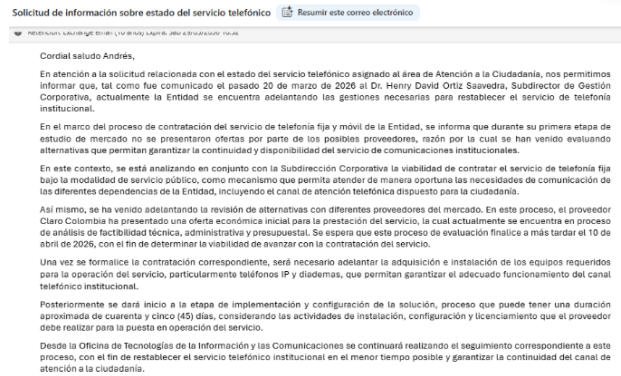 Solicitud de información sobre estado del servicio telefónico Resumir este correo electrónico
Cordial saludo Andrés,
En atención a la solicitud relacionada con el estado del servicio telefónico asignado al área de Atención a la Ciudadanía, nos permitimos
informar que, tal como fue comunicado el pasado 20 de marzo de 2026 al Dr. Henry David Ortiz Saavedra, Subdirector de Gestión
Corporativa, actualmente la Entidad se encuentra adelantando las gestiones necesarias para restablecer el servicio de telefonía
institucional.
En el marco del proceso de contratación del servicio de telefonía fija y móvil de la Entidad, se informa que durante su primera etapa de
estudio de mercado no se presentaron ofertas por parte de los posibles proveedores, razón por la cual se han venido evaluando
alternativas que permitan garantizar la continuidad y disponibilidad del servicio de comunicaciones institucionales.
En este contexto, se está analizando en conjunto con la Subdirección Corporativa la viabilidad de contratar el servicio de telefonía fija
bajo la modalidad de servicio público, como mecanismo que permita atender de manera oportuna las necesidades de comunicación de
las diferentes dependencias de la Entidad, incluyendo el canal de atención telefónica dispuesto para la ciudadanía.
Así mismo, se ha venido adelantando la revisión de alternativas con diferentes proveedores del mercado. En este proceso, el proveedor
Claro Colombia ha presentado una oferta económica inicial para la prestación del servicio, la cual actualmente se encuentra en proceso
de análisis de factibilidad técnica, administrativa y presupuestal. Se espera que este proceso de evaluación finalice a más tardar el 10 de
abril de 2026, con el fin de determinar la viabilidad de avanzar con la contratación del servicio.
Una vez se formalice la contratación correspondiente, será necesario adelantar la adquisición e instalación de los equipos requeridos
para la operación del servicio, particularmente teléfonos IP y diademas, que permitan garantizar el adecuado funcionamiento del canal
telefónico institucional.
Posteriormente se dará inicio a la etapa de implementación y configuración de la solución, proceso que puede tener una duración
aproximada de cuarenta y cinco (45) días, considerando las actividades de instalación, configuración y licenciamiento que el proveedor
debe realizar para la puesta en operación del servicio.
Desde la Oficina de Tecnologías de la Información y las Comunicaciones se continuará realizando el seguimiento correspondiente a este
proceso, con el fin de restablecer el servicio telefónico institucional en el menor tiempo posible y garantizar la continuidad del canal de
atención a la ciudadanía.